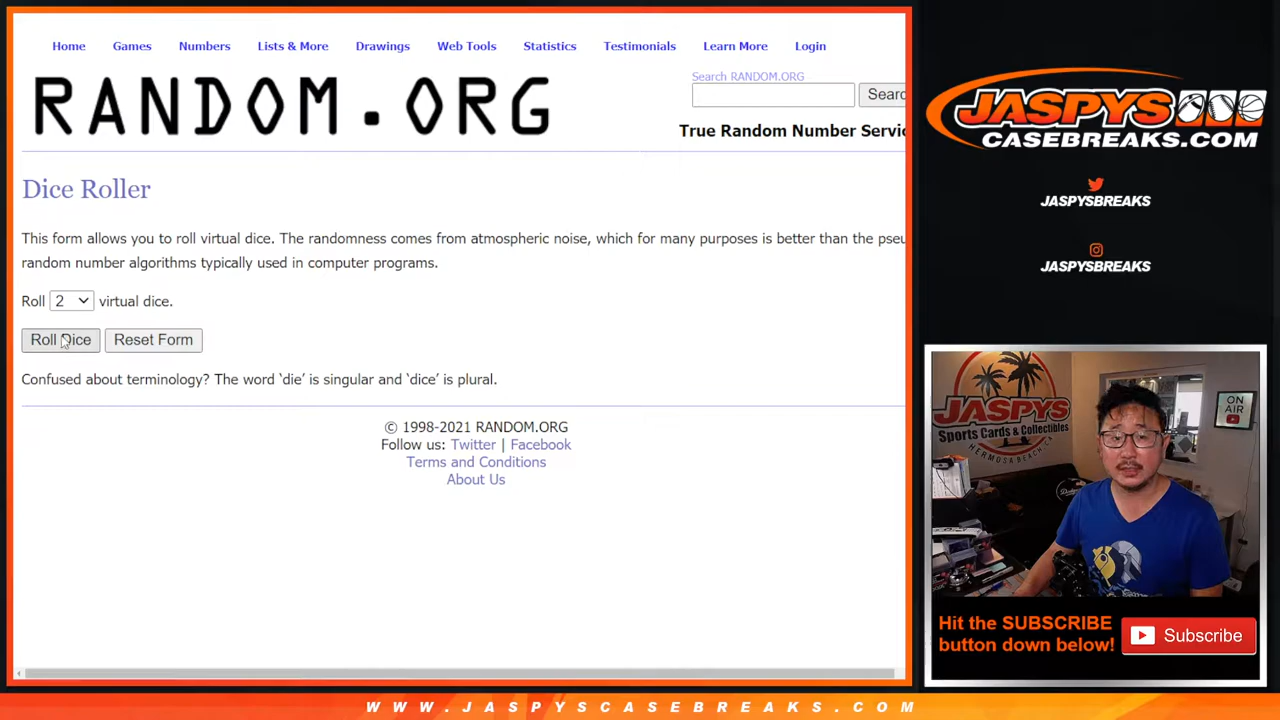 Home Games Numbers Lists & More Drawings Web Tools Statistics Testimonials Learn More Login
RANDOM.ORG
Search RANDOM.ORG
Searc
True Random Number Servic
Dice Roller
This form allows you to roll virtual dice. The randomness comes from atmospheric noise, which for many purposes is better than the pseu
random number algorithms typically used in computer programs.
Roll 2 virtual dice.
Roll Dice Reset Form
Confused about terminology? The word ‘die’ is singular and ‘dice’ is plural.
© 1998-2021 RANDOM.ORG
Follow us: Twitter | Facebook
Terms and Conditions
About Us
JASPYS
CASEBREAKS.COM
JASPYSBREAKS
JASPYSBREAKS
JASPYS
Sports Cards & Collectibles
HERMOSA BEACH, CA
ON
AIR
Dodgers
Hit the SUBSCRIBE
button down below!
Subscribe
WWW.JASPYSCASEBREAKS.COM